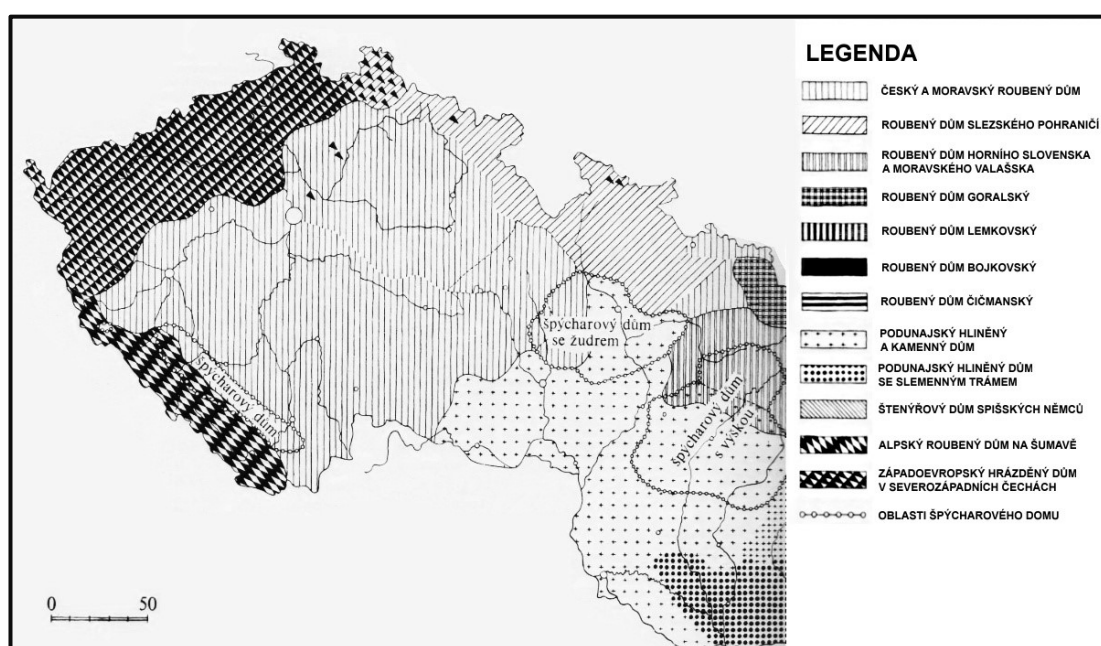 LEGENDA
ČESKÝ A MORAVSKÝ ROUBENÝ DŮM
ROUBENÝ DŮM SLEZSKÉHO POHRANIČÍ
ROUBENÝ DŮM HORNÍHO SLOVENSKA
A MORAVSKÉHO VALAŠSKA
ROUBENÝ DŮM GORALSKÝ
ROUBENÝ DŮM LEMKOVSKÝ
ROUBENÝ DŮM BOJKOVSKÝ
ROUBENÝ DŮM ČIČMANSKÝ
PODUNAJSKÝ HLINĚNÝ
A KAMENNÝ DŮM
PODUNAJSKÝ HLINĚNÝ DŮM
SE SLEMENNÝM TRÁMEM
ŠTENÝŘOVÝ DŮM SPIŠSKÝCH NĚMCŮ
ALPSKÝ ROUBENÝ DŮM NA ŠUMAVĚ
ZÁPADOEVROPSKÝ HRÁZDĚNÝ DŮM
V SEVEROZÁPADNÍCH ČECHÁCH
OBLASTI ŠPÝCHAROVÉHO DOMU
špýcharový dům
se žudrem
špýcharový dům
špýcharový dům
s výškou
0 50